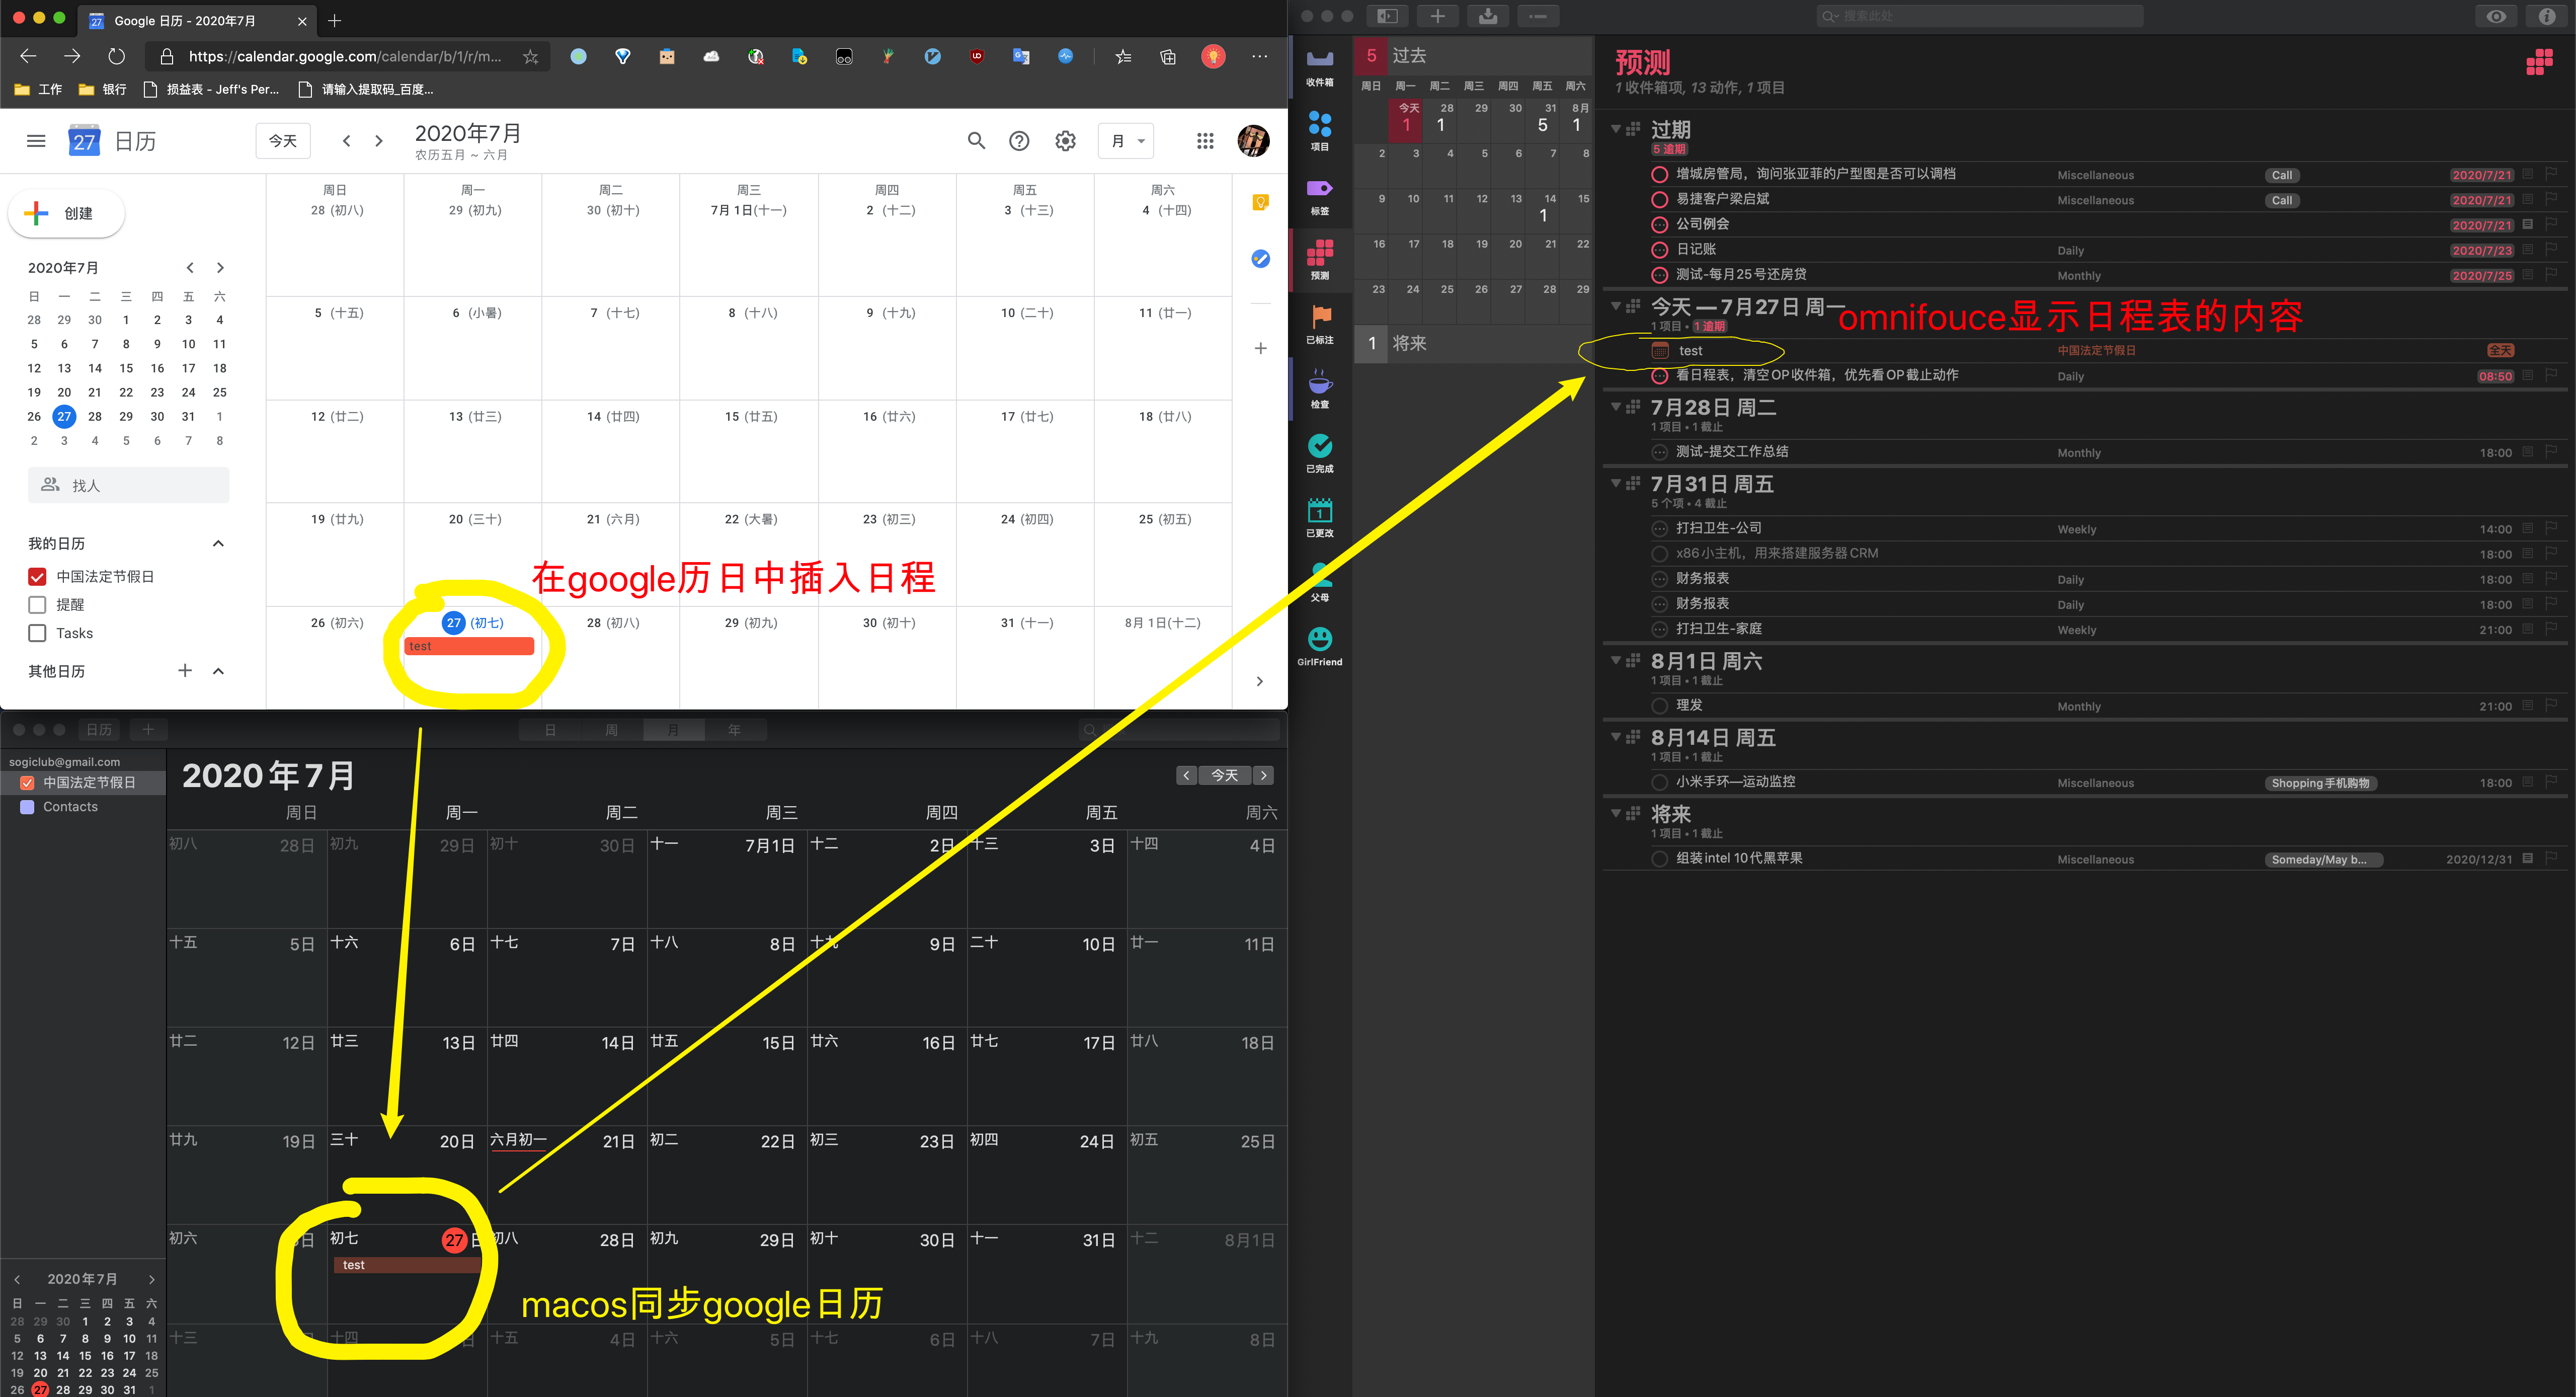 Google 日历 - 2020年7月
https://calendar.google.com/calendar/b/1/r/m...
工作
银行
损益表 - Jeff's Per...
请输入提取码_百度...
27
日历
今天
2020年7月
农历五月 ~ 六月
月
创建
2020年7月
日 一 二 三 四 五 六
28 29 30 1 2 3 4
5 6 7 8 9 10 11
12 13 14 15 16 17 18
19 20 21 22 23 24 25
26 27 28 29 30 31 1
2 3 4 5 6 7 8
找人
我的日历
中国法定节假日
提醒
Tasks
其他日历
周日 周一 周二 周三 周四 周五 周六
28 (初八) 29 (初九) 30 (初十) 7月 1日(十一) 2 (十二) 3 (十三) 4 (十四)
5 (十五) 6 (小暑) 7 (十七) 8 (十八) 9 (十九) 10 (二十) 11 (廿一)
12 (廿二) 13 (廿三) 14 (廿四) 15 (廿五) 16 (廿六) 17 (廿七) 18 (廿八)
19 (廿九) 20 (三十) 21 (六月) 22 (大暑) 23 (初三) 24 (初四) 25 (初五)
在google历日中插入日程
26 (初六) 27 (初七) 28 (初八) 29 (初九) 30 (初十) 31 (十一) 8月 1日(十二)
test
日历
日 周 月 年
sogiclub@gmail.com
中国法定节假日
Contacts
2020年7月
今天
周日 周一 周二 周三 周四 周五 周六
初八 28日 初九 29日 初十 30日 十一 7月1日 十二 2日 十三 3日 十四 4日
十五 5日 十六 6日 十七 7日 十八 8日 十九 9日 二十 10日 廿一 11日
廿二 12日 廿三 13日 廿四 14日 廿五 15日 廿六 16日 廿七 17日 廿八 18日
廿九 19日 三十 20日 六月初一 21日 初二 22日 初三 23日 初四 24日 初五 25日
初六 日 初七 27日 初八 28日 初九 29日 初十 30日 十一 31日 十二 8月1日
test
macos同步google日历
十三 十四 日 十五 4日 十六 5日 十七 6日 十八 7日 十九 8日
2020年7月
日 一 二 三 四 五 六
28 29 30 1 2 3 4
5 6 7 8 9 10 11
12 13 14 15 16 17 18
19 20 21 22 23 24 25
26 27 28 29 30 31 1
搜索此处
收件箱
项目
标签
预测
已标注
检查
已完成
已更改
父母
GirlFriend
5 过去
周日 周一 周二 周三 周四 周五 周六
今天 28 29 30 31 8月
1 1 5 1
2 3 4 5 6 7 8
9 10 11 12 13 14 15
1
16 17 18 19 20 21 22
23 24 25 26 27 28 29
1 将来
预测
1 收件箱项, 13 动作, 1 项目
过期
5 逾期
增城房管局，询问张亚菲的户型图是否可以调档 Miscellaneous Call 2020/7/21
易捷客户梁启斌 Miscellaneous Call 2020/7/21
公司例会 2020/7/21
日记账 Daily 2020/7/23
测试-每月25号还房贷 Monthly 2020/7/25
今天 — 7月27日 周一
1 项目 • 1 逾期
omnifouce显示日程表的内容
test 中国法定节假日 全天
看日程表，清空OP收件箱，优先看OP截止动作 Daily 08:50
7月28日 周二
1 项目 • 1 截止
测试-提交工作总结 Monthly 18:00
7月31日 周五
5 个项 • 4 截止
打扫卫生-公司 Weekly 14:00
x86小主机，用来搭建服务器CRM 18:00
财务报表 Daily 18:00
财务报表 Daily 18:00
打扫卫生-家庭 Weekly 21:00
8月1日 周六
1 项目 • 1 截止
理发 Monthly 21:00
8月14日 周五
1 项目 • 1 截止
小米手环—运动监控 Miscellaneous Shopping手机购物 18:00
将来
1 项目 • 1 截止
组装intel 10代黑苹果 Miscellaneous Someday/May b... 2020/12/31